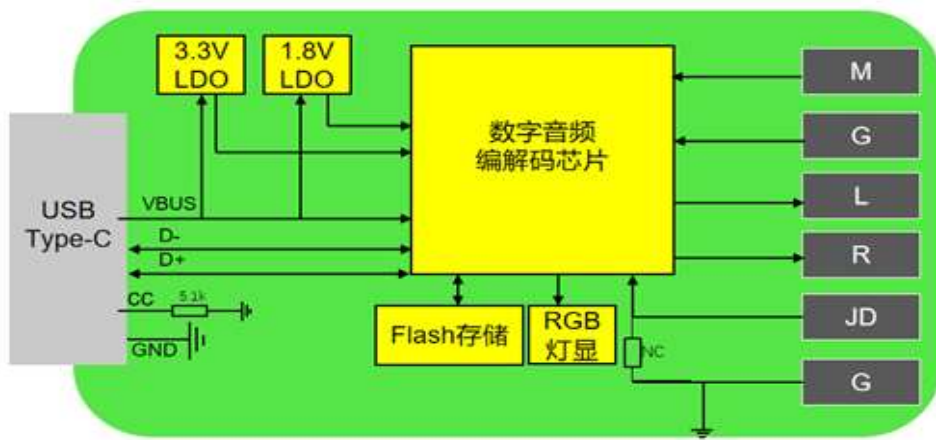 3.3V
LDO
1.8V
LDO
数字音频
编解码芯片
M
G
L
R
JD
G
USB
Type-C
VBUS
D-
D+
CC
5.1k
GND
Flash存储
RGB
灯显
NC